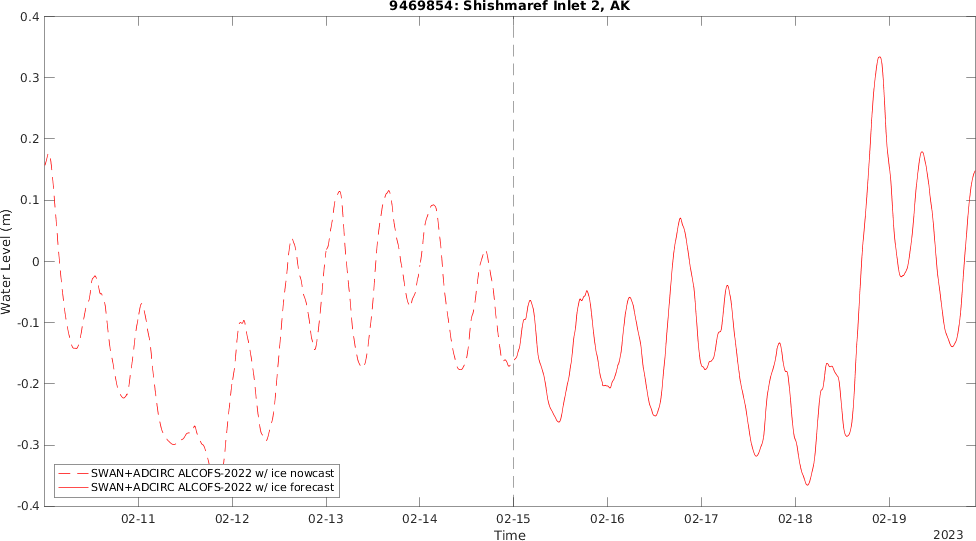 9469854: Shishmaref Inlet 2, AK
Water Level (m)
0.4
0.3
0.2
0.1
0
-0.1
-0.2
-0.3
-0.4
SWAN+ADCIRC ALCOFS-2022 w/ ice nowcast
SWAN+ADCIRC ALCOFS-2022 w/ ice forecast
02-11 02-12 02-13 02-14 02-15 02-16 02-17 02-18 02-19
Time
2023